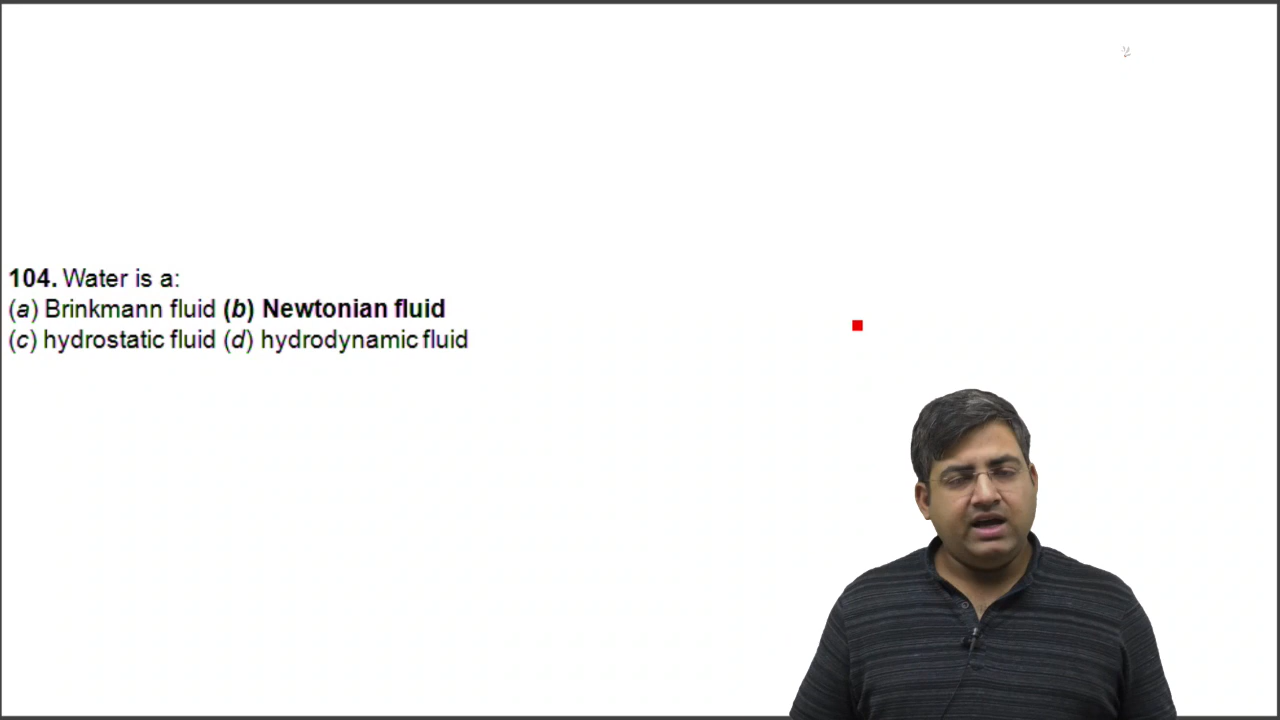 104. Water is a:
(a) Brinkmann fluid (b) Newtonian fluid
(c) hydrostatic fluid (d) hydrodynamic fluid